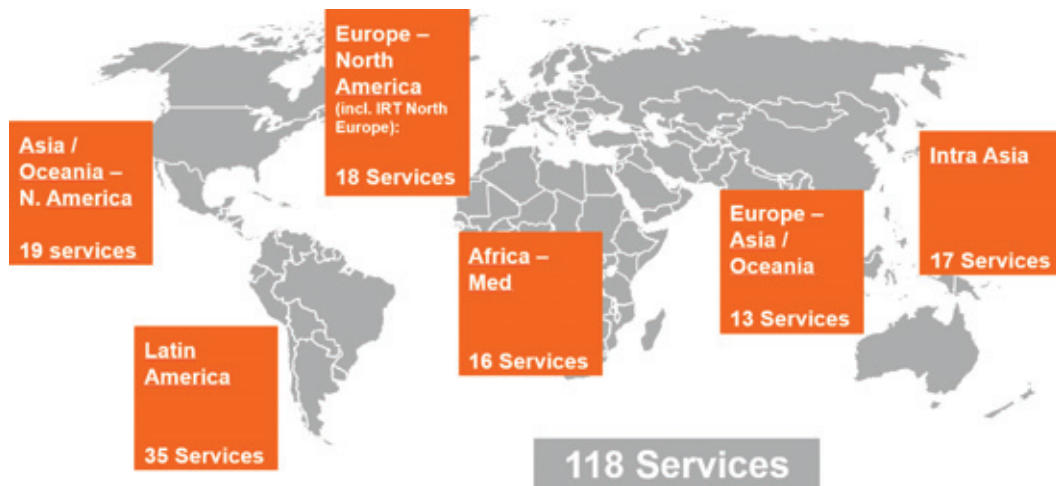 Europe –
North
America
(incl. IRT North
Europe):
18 Services
Asia /
Oceania –
N. America
19 services
Intra Asia
17 Services
Europe –
Asia /
Oceania
13 Services
Africa –
Med
16 Services
Latin
America
35 Services
118 Services